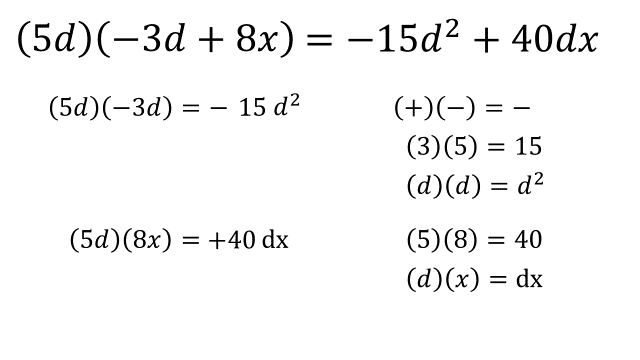 (5d)(−3d + 8x) = −15d² + 40dx
(5d)(−3d) = − 15 d²
(+)(−) = −
(3)(5) = 15
(d)(d) = d²
(5d)(8x) = +40 dx
(5)(8) = 40
(d)(x) = dx